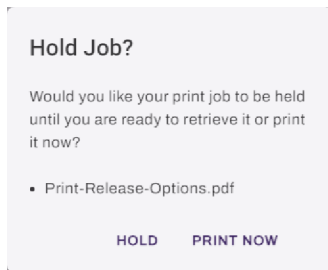 Hold Job?
Would you like your print job to be held
until you are ready to retrieve it or print
it now?
• Print-Release-Options.pdf
HOLD PRINT NOW